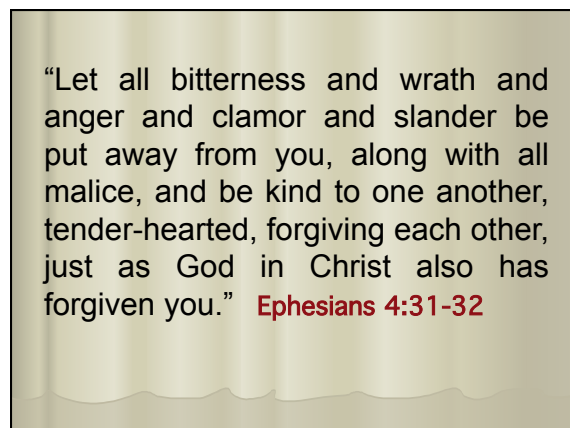 “Let all bitterness and wrath and
anger and clamor and slander be
put away from you, along with all
malice, and be kind to one another,
tender-hearted, forgiving each other,
just as God in Christ also has
forgiven you.” Ephesians 4:31-32